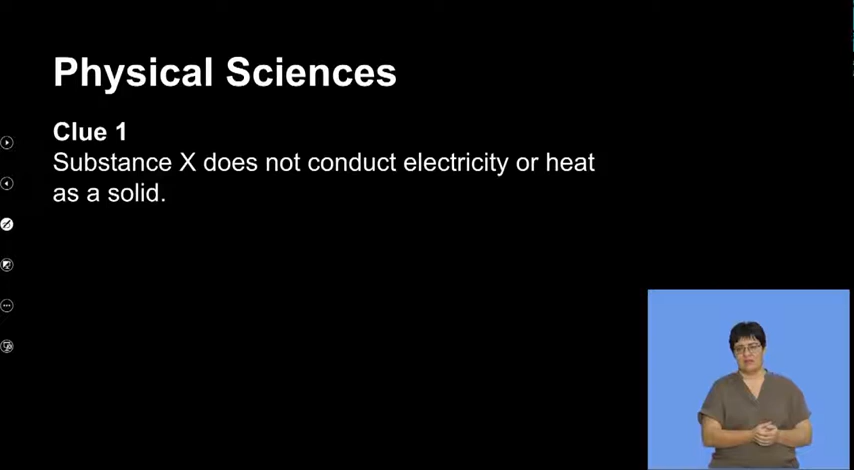 Physical Sciences
Clue 1
Substance X does not conduct electricity or heat
as a solid.